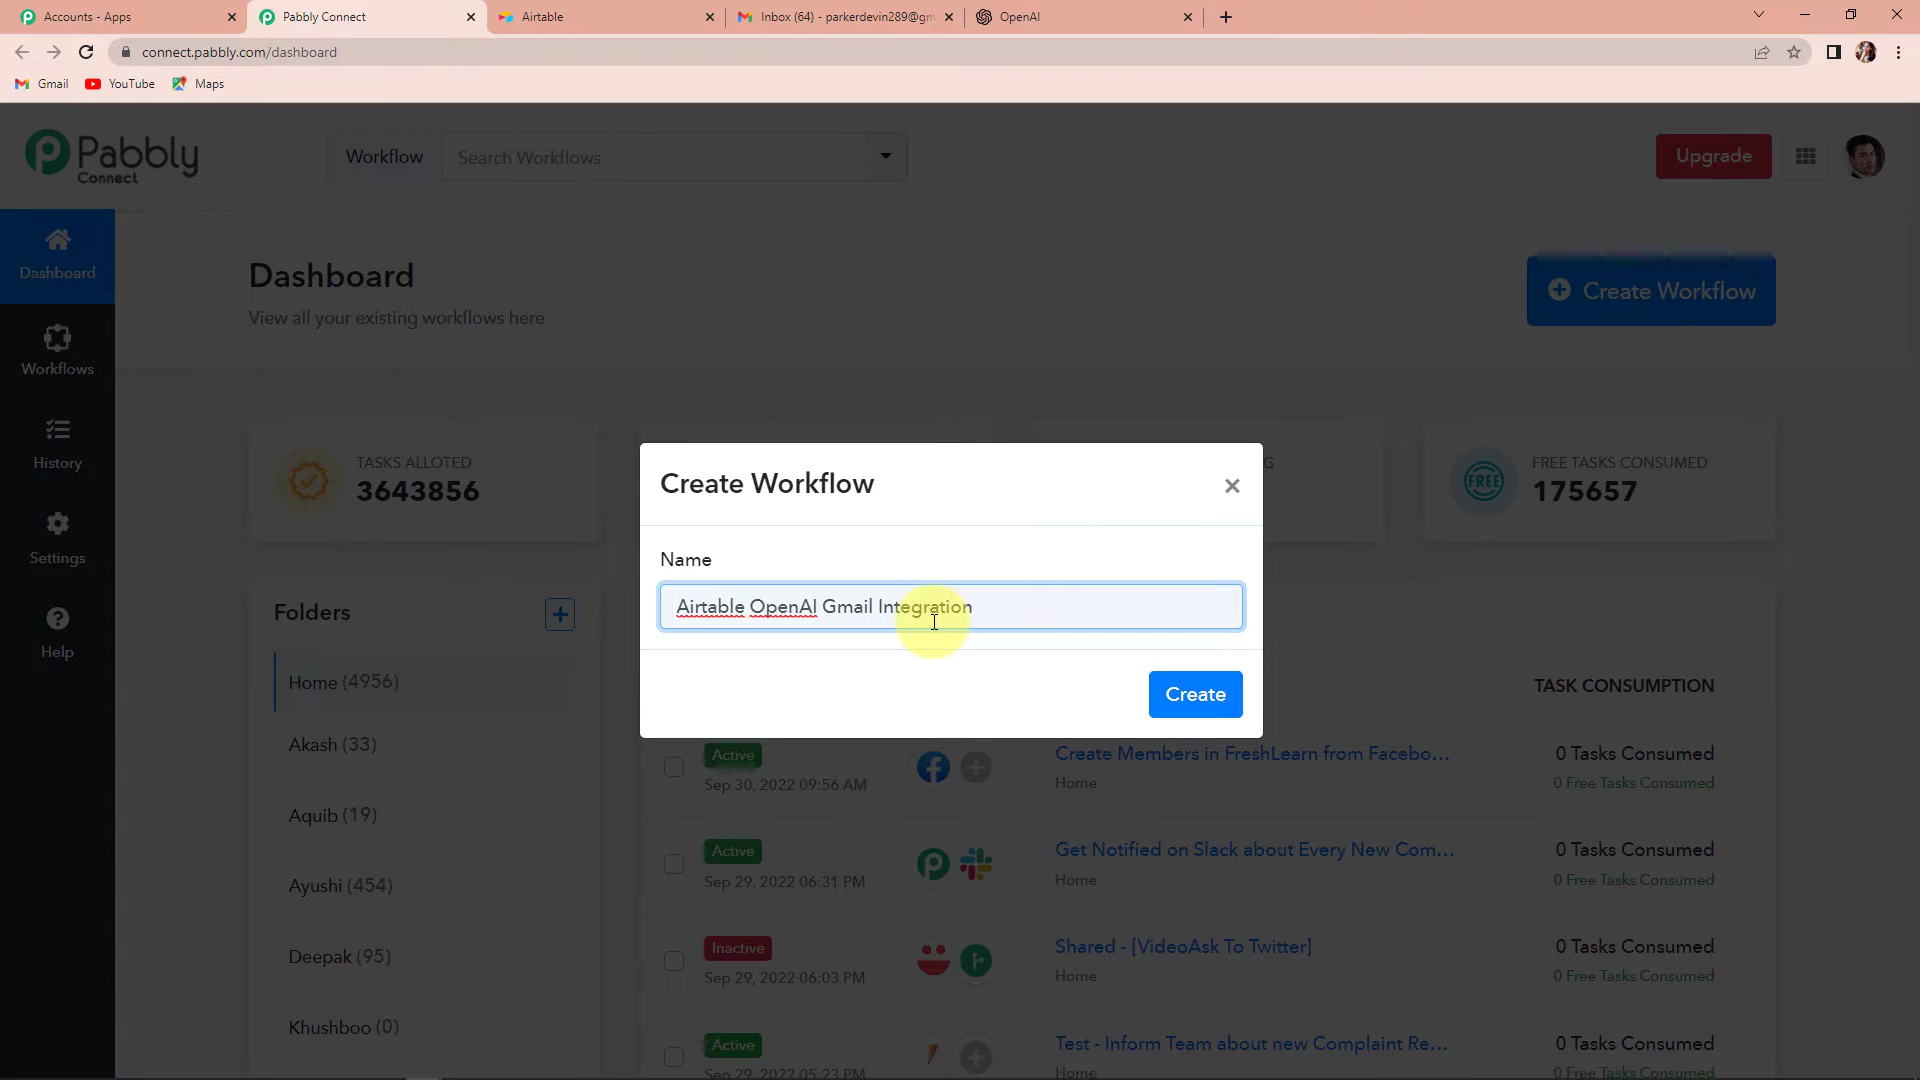 Accounts - Apps
Pabbly Connect
Airtable
Inbox (64) - parkerdevin289@gm
OpenAI
connect.pabbly.com/dashboard
Gmail
YouTube
Maps
Pabbly
Connect
Workflow
Search Workflows
Upgrade
Dashboard
Workflows
History
Settings
Help
Dashboard
View all your existing workflows here
Create Workflow
TASKS ALLOTED
3643856
G
FREE
FREE TASKS CONSUMED
175657
Create Workflow
Name
Airtable OpenAI Gmail Integration
Create
Folders
Home (4956)
Akash (33)
Aquib (19)
Ayushi (454)
Deepak (95)
Khushboo (0)
TASK CONSUMPTION
Active
Sep 30, 2022 09:56 AM
Create Members in FreshLearn from Facebo...
Home
0 Tasks Consumed
0 Free Tasks Consumed
Active
Sep 29, 2022 06:31 PM
Get Notified on Slack about Every New Com...
Home
0 Tasks Consumed
0 Free Tasks Consumed
Inactive
Sep 29, 2022 06:03 PM
Shared - [VideoAsk To Twitter]
Home
0 Tasks Consumed
0 Free Tasks Consumed
Active
Sep 29, 2022 05:23 PM
Test - Inform Team about new Complaint Re...
Home
0 Tasks Consumed
0 Free Tasks Consumed